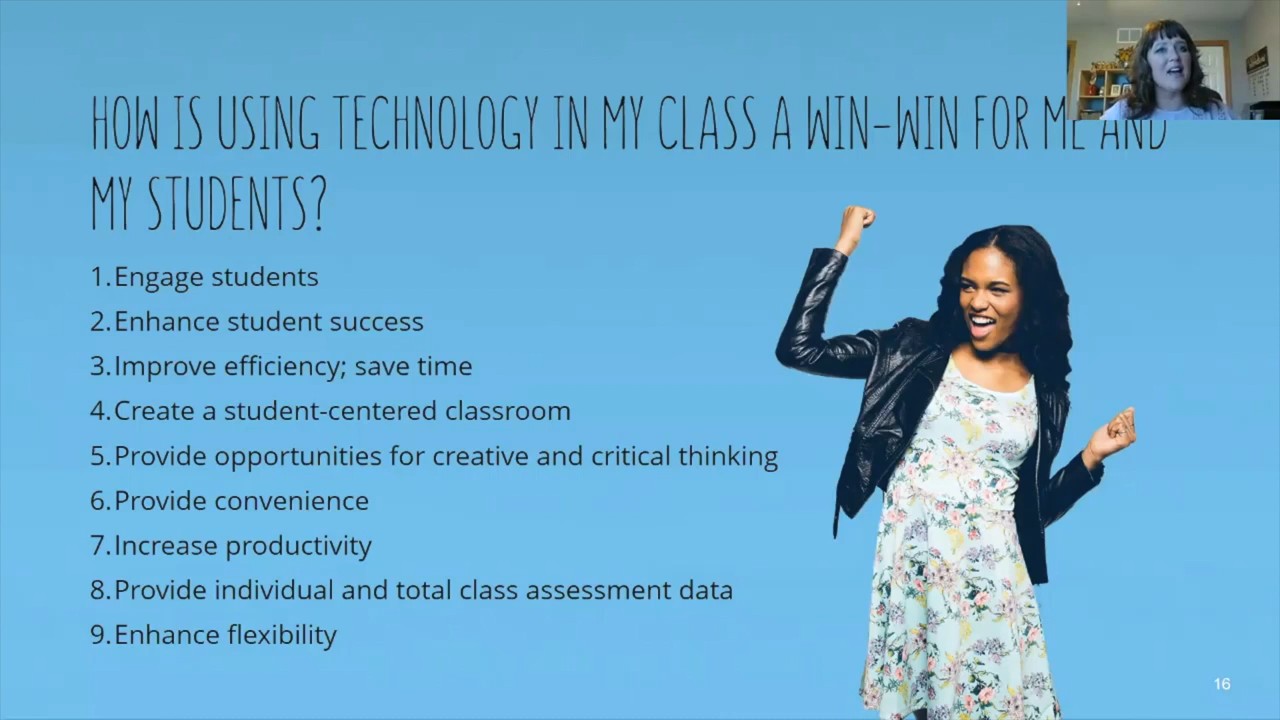 HOW IS USING TECHNOLOGY IN MY CLASS A WIN-WIN FOR ME AND
MY STUDENTS?
1.Engage students
2.Enhance student success
3.Improve efficiency; save time
4.Create a student-centered classroom
5.Provide opportunities for creative and critical thinking
6.Provide convenience
7.Increase productivity
8.Provide individual and total class assessment data
9.Enhance flexibility
16